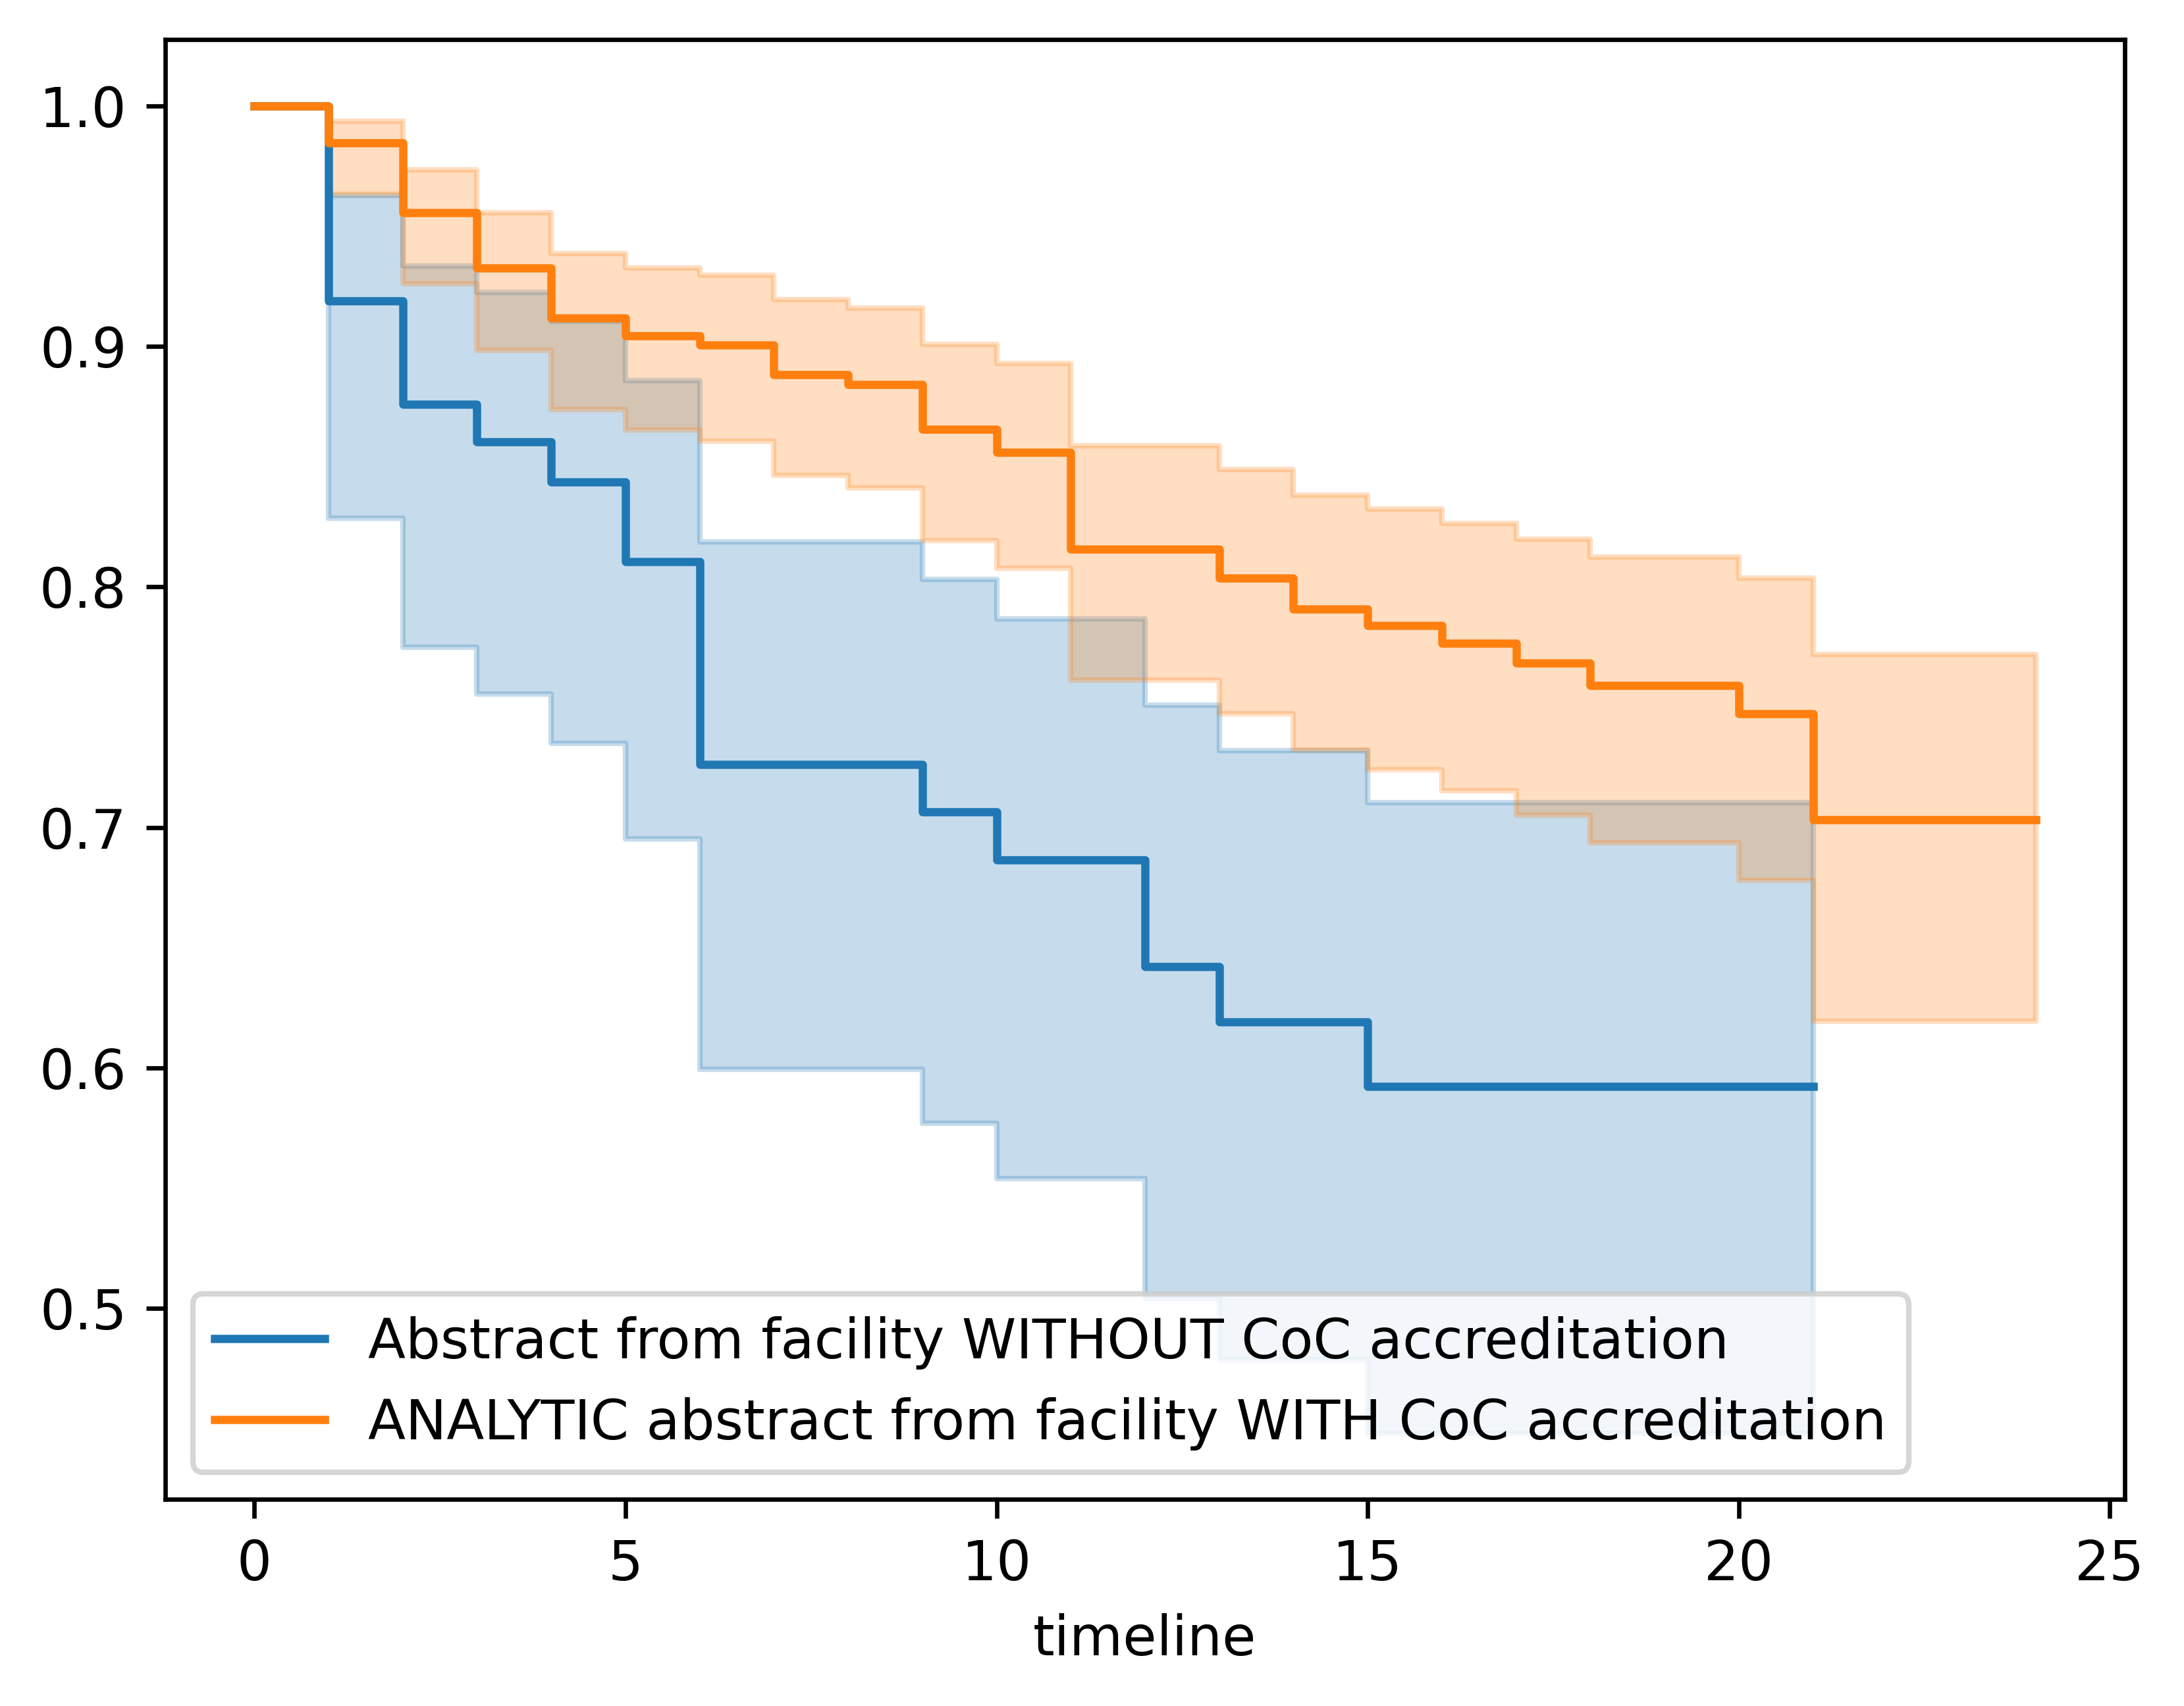 1.0
0.9
0.8
0.7
0.6
0.5
Abstract from facility WITHOUT CoC accreditation
ANALYTIC abstract from facility WITH CoC accreditation
0 5 10 15 20 25
timeline